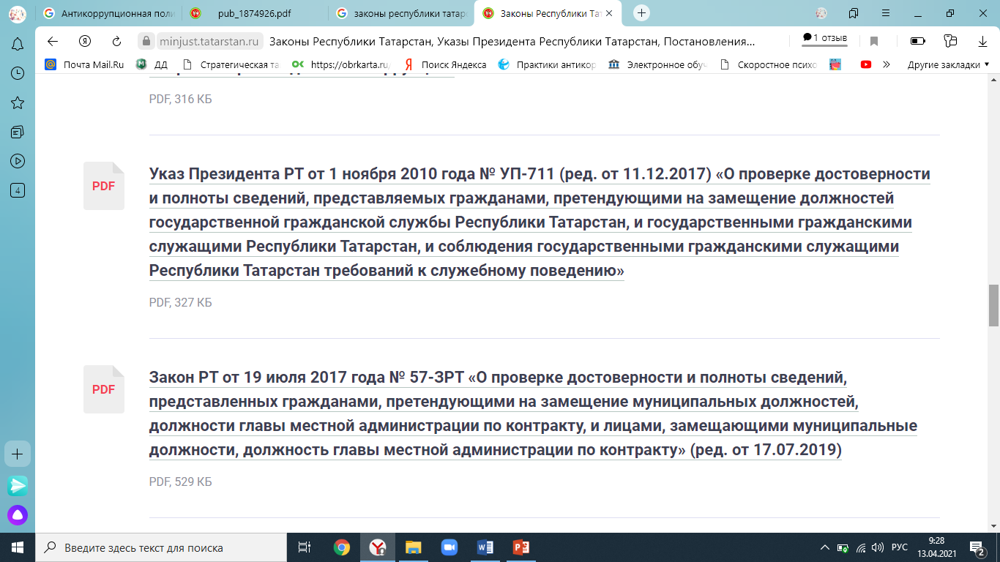 Антикоррупционная пол
pub_1874926.pdf
законы республики татарс
Законы Республики Тат
minjust.tatarstan.ru
Законы Республики Татарстан, Указы Президента Республики Татарстан, Постановления...
1 отзыв
Почта Mail.Ru
ДД
Стратегическая та
https://obrkarta.ru,
Поиск Яндекса
Практики антикор
Электронное обуч
Скоростное психо
»
Другие закладки
PDF, 316 КБ
PDF
Указ Президента РТ от 1 ноября 2010 года № УП-711 (ред. от 11.12.2017) «О проверке достоверности
и полноты сведений, представляемых гражданами, претендующими на замещение должностей
государственной гражданской службы Республики Татарстан, и государственными гражданскими
служащими Республики Татарстан, и соблюдения государственными гражданскими служащими
Республики Татарстан требований к служебному поведению»
PDF, 327 КБ
PDF
Закон РТ от 19 июля 2017 года № 57-ЗРТ «О проверке достоверности и полноты сведений,
представленных гражданами, претендующими на замещение муниципальных должностей,
должности главы местной администрации по контракту, и лицами, замещающими муниципальные
должности, должность главы местной администрации по контракту» (ред. от 17.07.2019)
PDF, 529 КБ
4
Введите здесь текст для поиска
РУС
9:28
13.04.2021
2